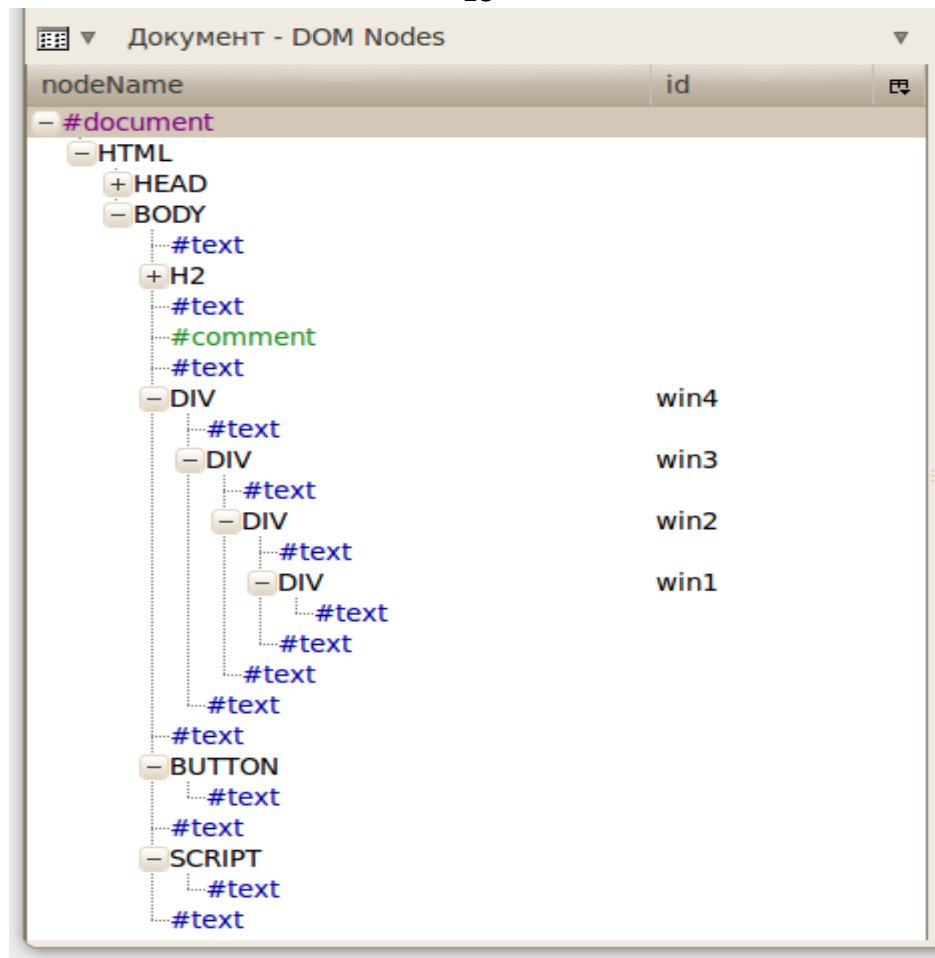 Документ - DOM Nodes
nodeName id
#document
HTML
HEAD
BODY
#text
H2
#text
#comment
#text
DIV win4
#text
DIV win3
#text
DIV win2
#text
DIV win1
#text
#text
#text
#text
#text
BUTTON
#text
#text
SCRIPT
#text
#text